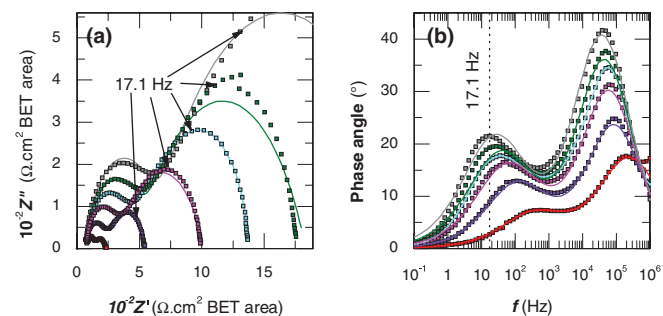 (a)
17.1 Hz
10⁻²Z'' (Ω.cm² BET area)
5
4
3
2
1
0
0 5 10 15
10⁻²Z' (Ω.cm² BET area)
(b)
17.1 Hz
Phase angle (°)
40
30
20
10
0
10⁻¹ 1 10 10² 10³ 10⁴ 10⁵ 10⁶
f (Hz)